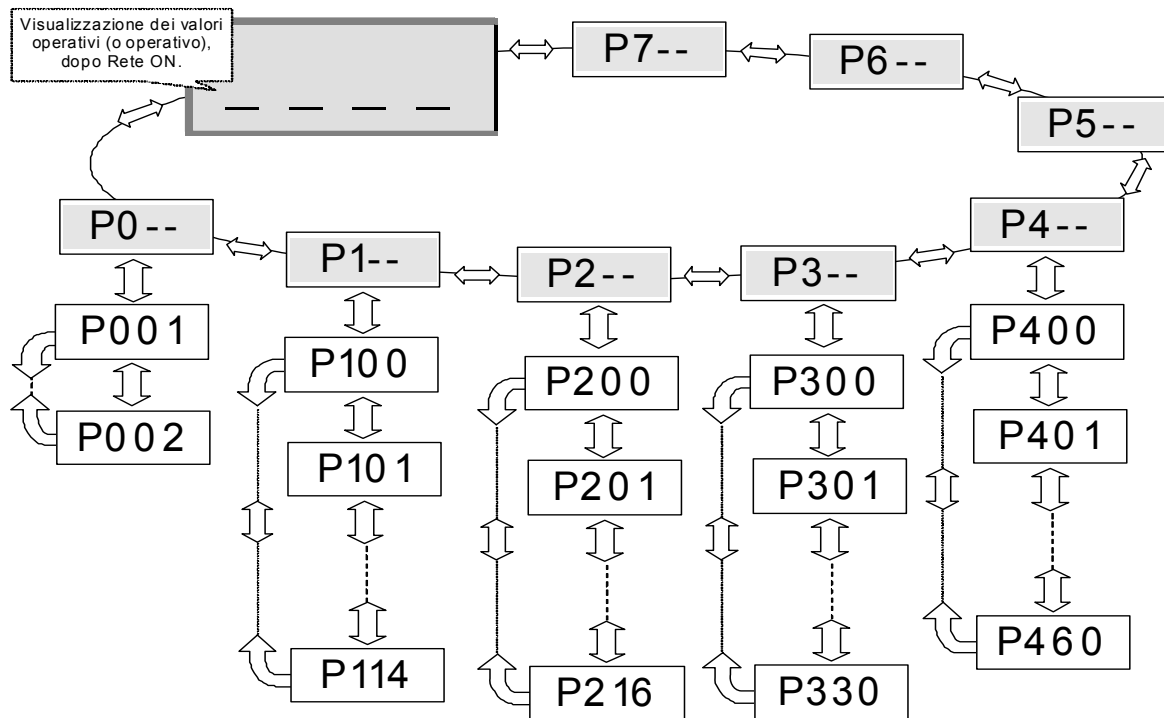 Visualizzazione dei valori
operativi (o operativo),
dopo Rete ON.
_ _ _ _
P7--
P6--
P5--
P4--
P0--
P1--
P2--
P3--
P001
P002
P100
P101
P114
P200
P201
P216
P300
P301
P330
P400
P401
P460